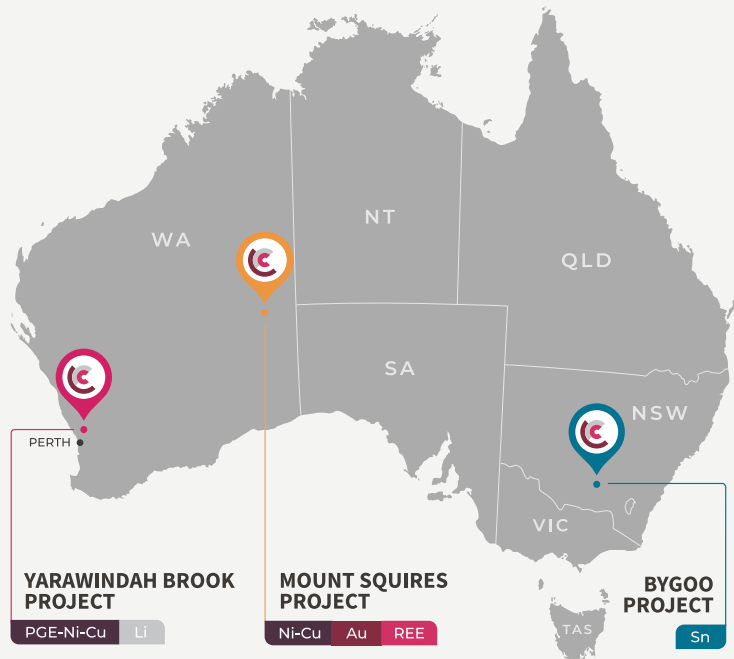 NT
WA
QLD
SA
NSW
PERTH
VIC
YARAWINDAH BROOK
PROJECT
PGE-Ni-Cu Li
MOUNT SQUIRES
PROJECT
Ni-Cu Au REE
BYGOO
PROJECT
Sn
TAS